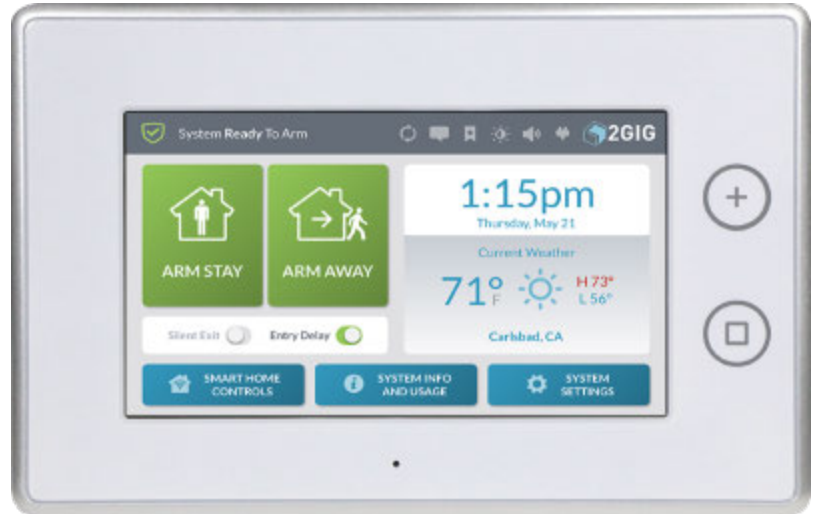 System Ready To Arm
2GIG
ARM STAY
ARM AWAY
Silent Exit
Entry Delay
1:15pm
Thursday, May 21
Current Weather
71°
F
H 73°
L 56°
Carlsbad, CA
SMART HOME
CONTROLS
SYSTEM INFO
AND USAGE
SYSTEM
SETTINGS